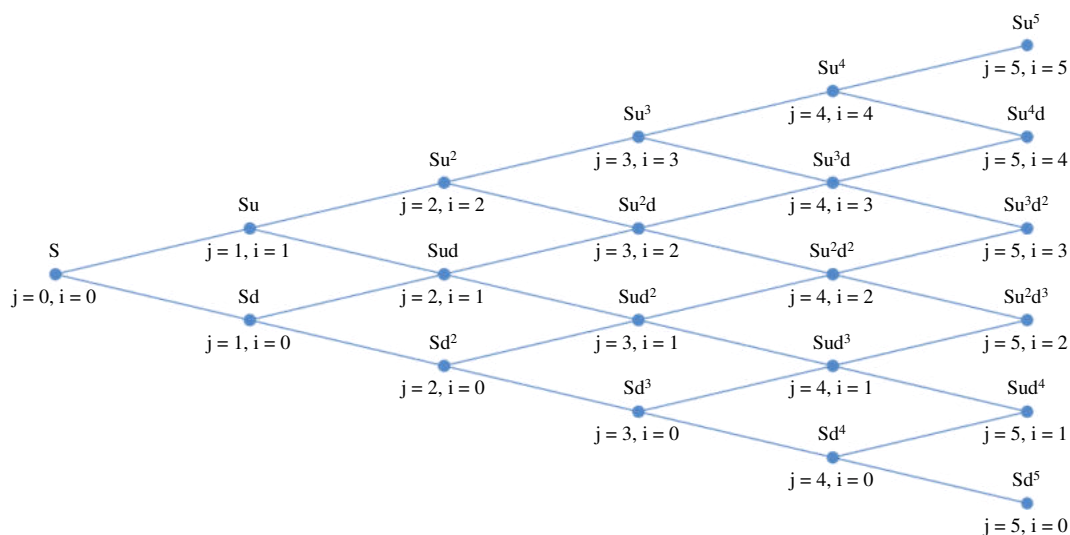 Su⁵
j = 5, i = 5
Su⁴
j = 4, i = 4
Su⁴d
j = 5, i = 4
Su³
j = 3, i = 3
Su³d
j = 4, i = 3
Su²
j = 2, i = 2
Su²d
j = 3, i = 2
Su³d²
j = 5, i = 3
Su
j = 1, i = 1
Su²d²
j = 4, i = 2
S
j = 0, i = 0
Sud
j = 2, i = 1
Sud²
j = 3, i = 1
Su²d³
j = 5, i = 2
Sd
j = 1, i = 0
Sud³
j = 4, i = 1
Sd²
j = 2, i = 0
Sd³
j = 3, i = 0
Sud⁴
j = 5, i = 1
Sd⁴
j = 4, i = 0
Sd⁵
j = 5, i = 0